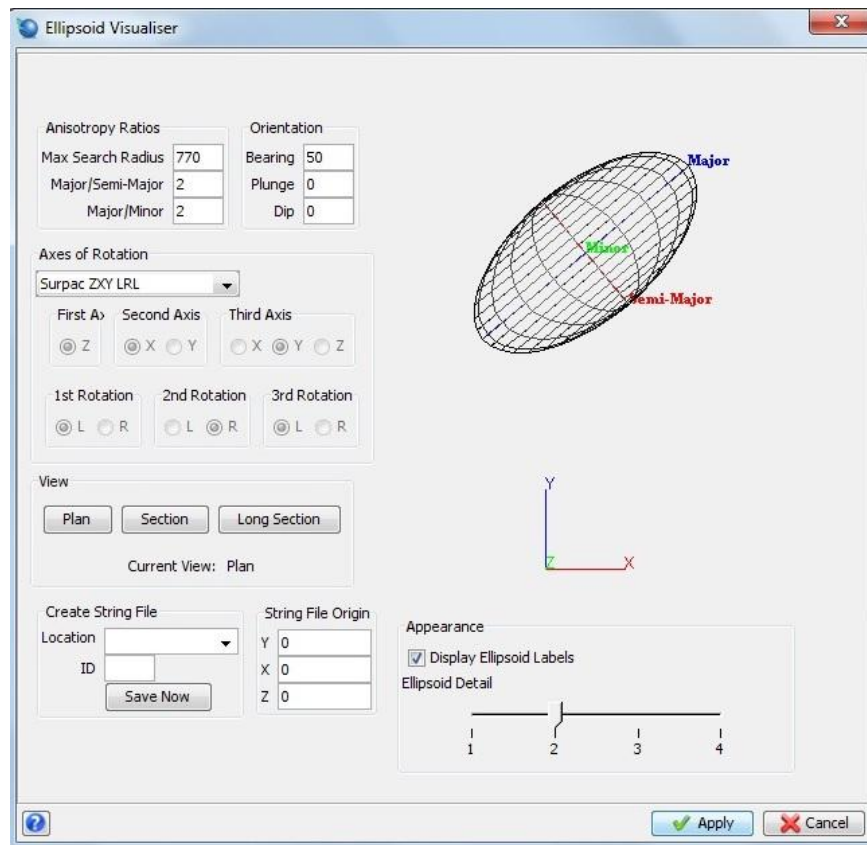 Ellipsoid Visualiser
Anisotropy Ratios
Max Search Radius 770
Major/Semi-Major 2
Major/Minor 2
Orientation
Bearing 50
Plunge 0
Dip 0
Major
Minor
Semi-Major
Axes of Rotation
Surpac ZXY LRL
First Ax Second Axis Third Axis
Z X Y X Y Z
1st Rotation 2nd Rotation 3rd Rotation
L R L R L R
View
Plan Section Long Section
Current View: Plan
Y
Z X
Create String File
Location
ID
Save Now
String File Origin
Y 0
X 0
Z 0
Appearance
Display Ellipsoid Labels
Ellipsoid Detail
1 2 3 4
? Apply Cancel